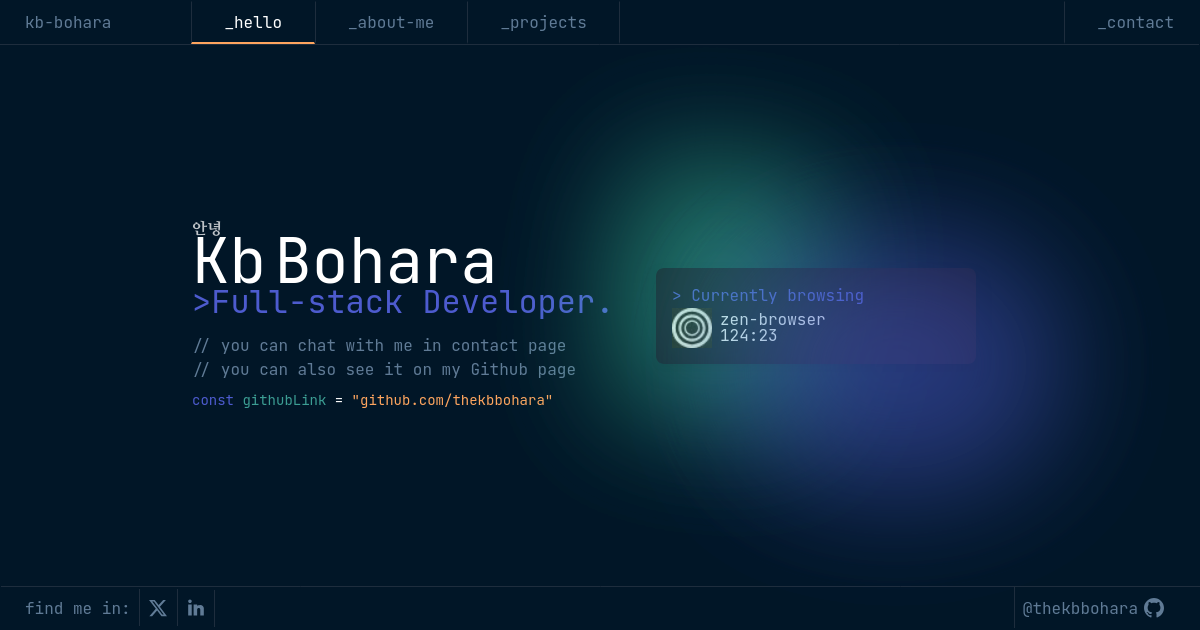 kb-bohara
_hello
_about-me
_projects
_contact
안녕
Kb Bohara
>Full-stack Developer.
// you can chat with me in contact page
// you can also see it on my Github page
const githubLink = "github.com/thekbbohara"
> Currently browsing
zen-browser
124:23
find me in:
@thekbbohara